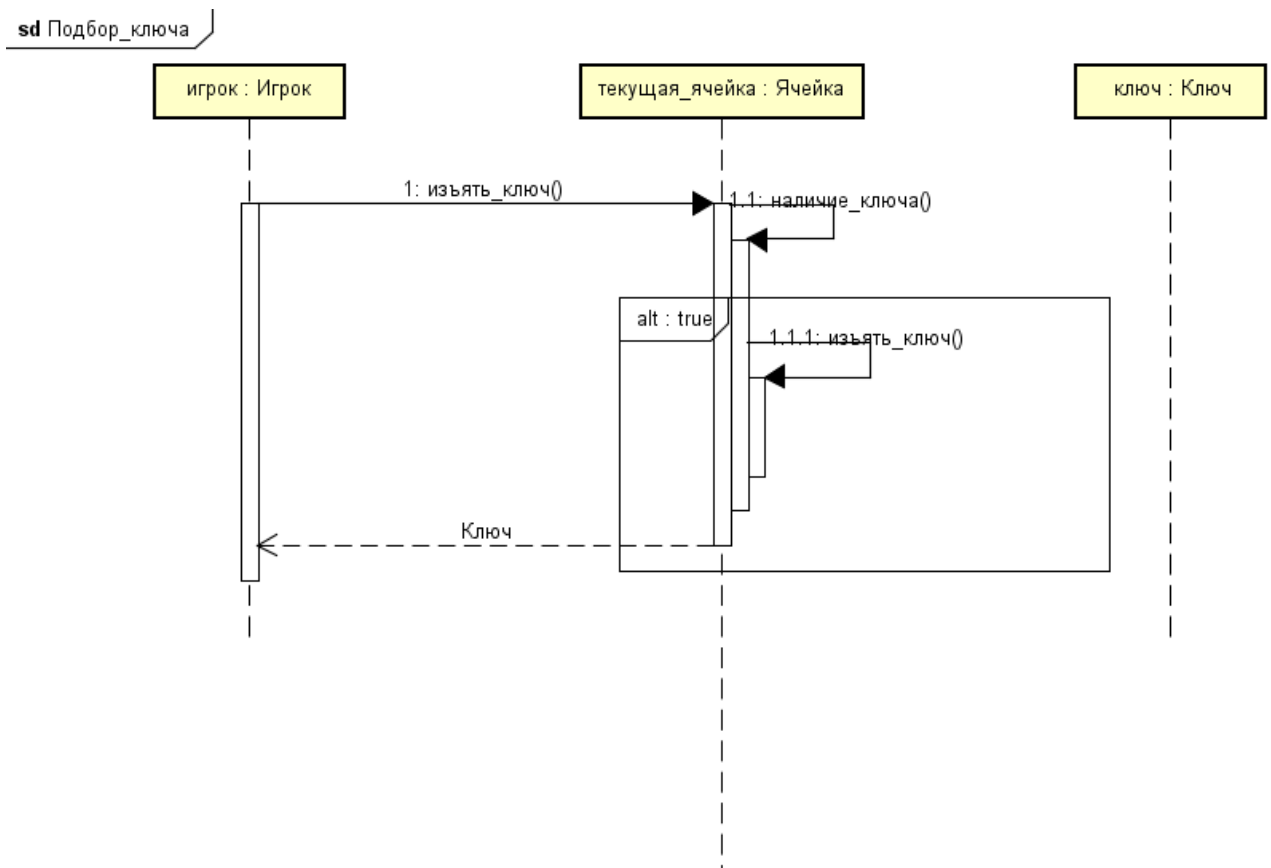 sd Подбор_ключа
игрок : Игрок
текущая_ячейка : Ячейка
ключ : Ключ
1: изъять_ключ()
1.1: наличие_ключа()
alt : true
1.1.1: изъять_ключ()
Ключ